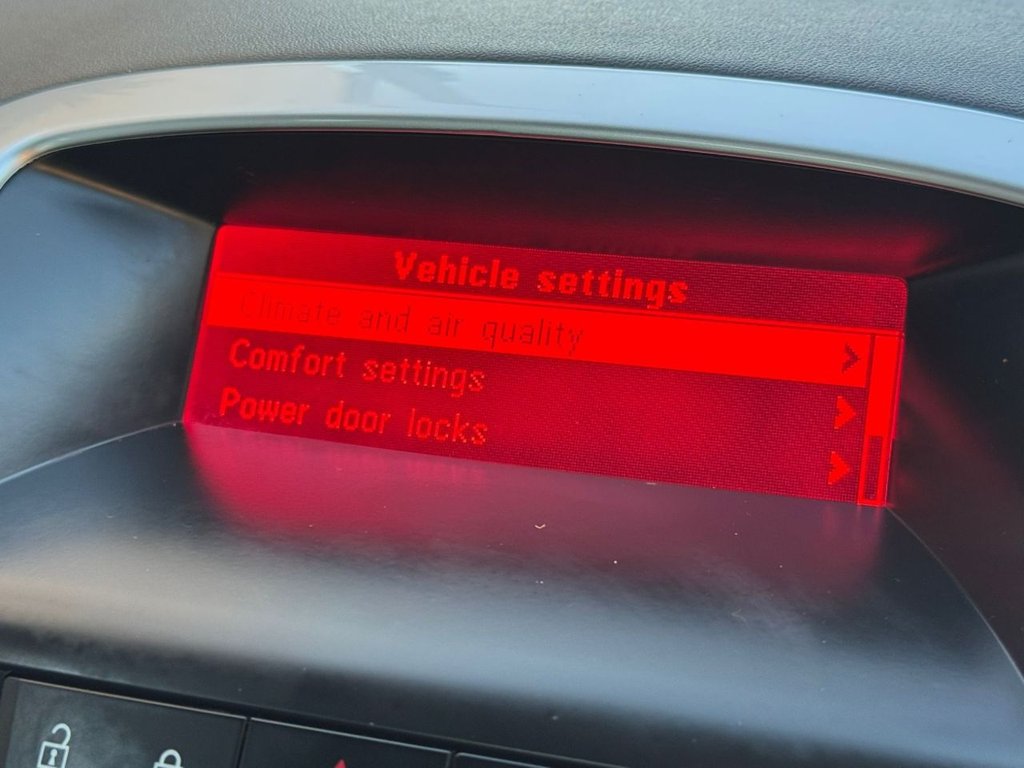 Vehicle settings
Climate and air quality
Comfort settings
Power door locks